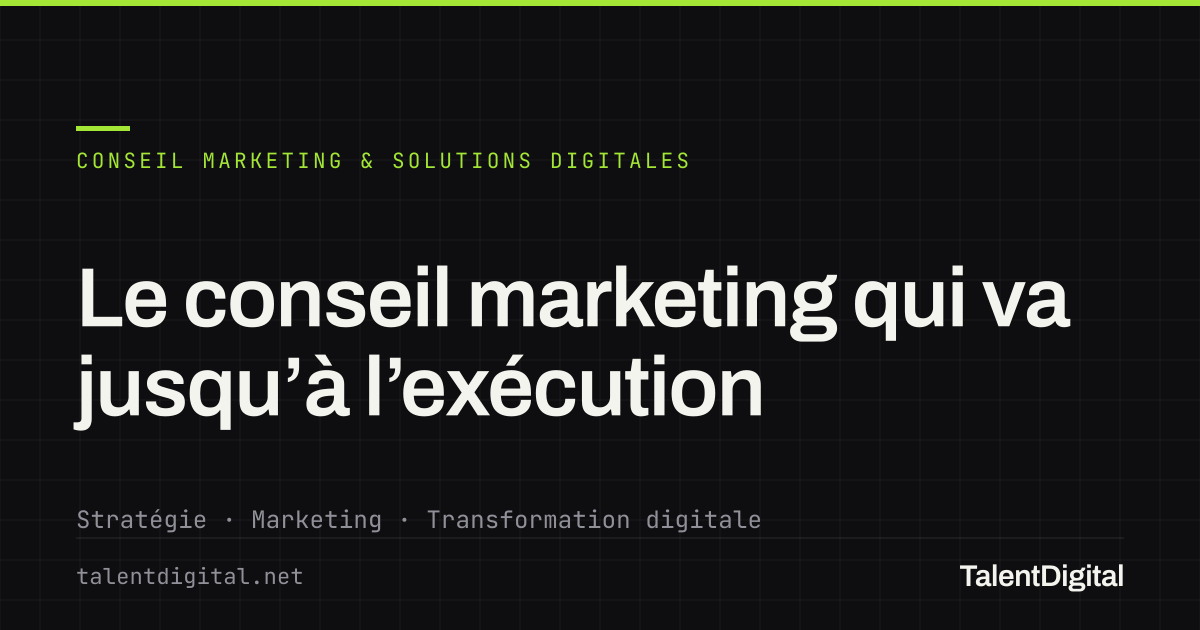 CONSEIL MARKETING & SOLUTIONS DIGITALES
Le conseil marketing qui va
jusqu’à l’exécution
Stratégie · Marketing · Transformation digitale
talentdigital.net
TalentDigital